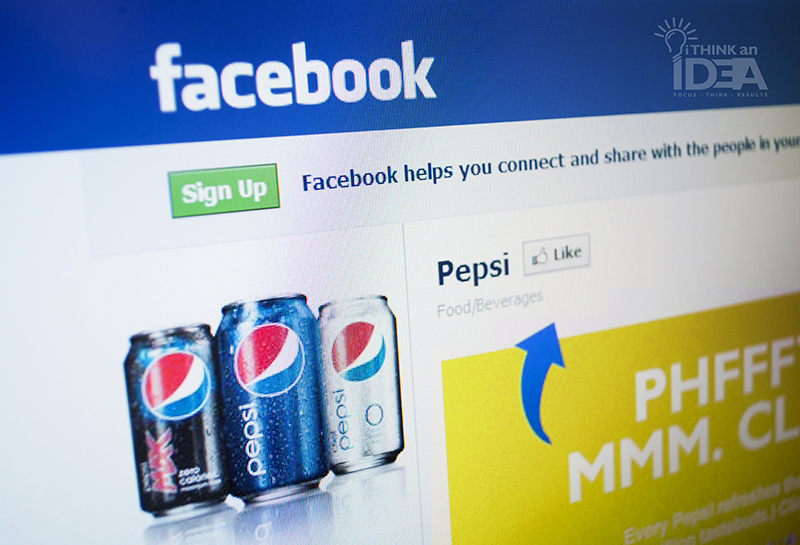 facebook
iTHINK an
IDEA
FOCUS - THINK - RESULTS
Sign Up
Facebook helps you connect and share with the people in your
Pepsi
Like
Food/Beverages
MAX
zero
pepsi
pepsi
PHFFF
MMM. CL
Every Pepsi refreshes the